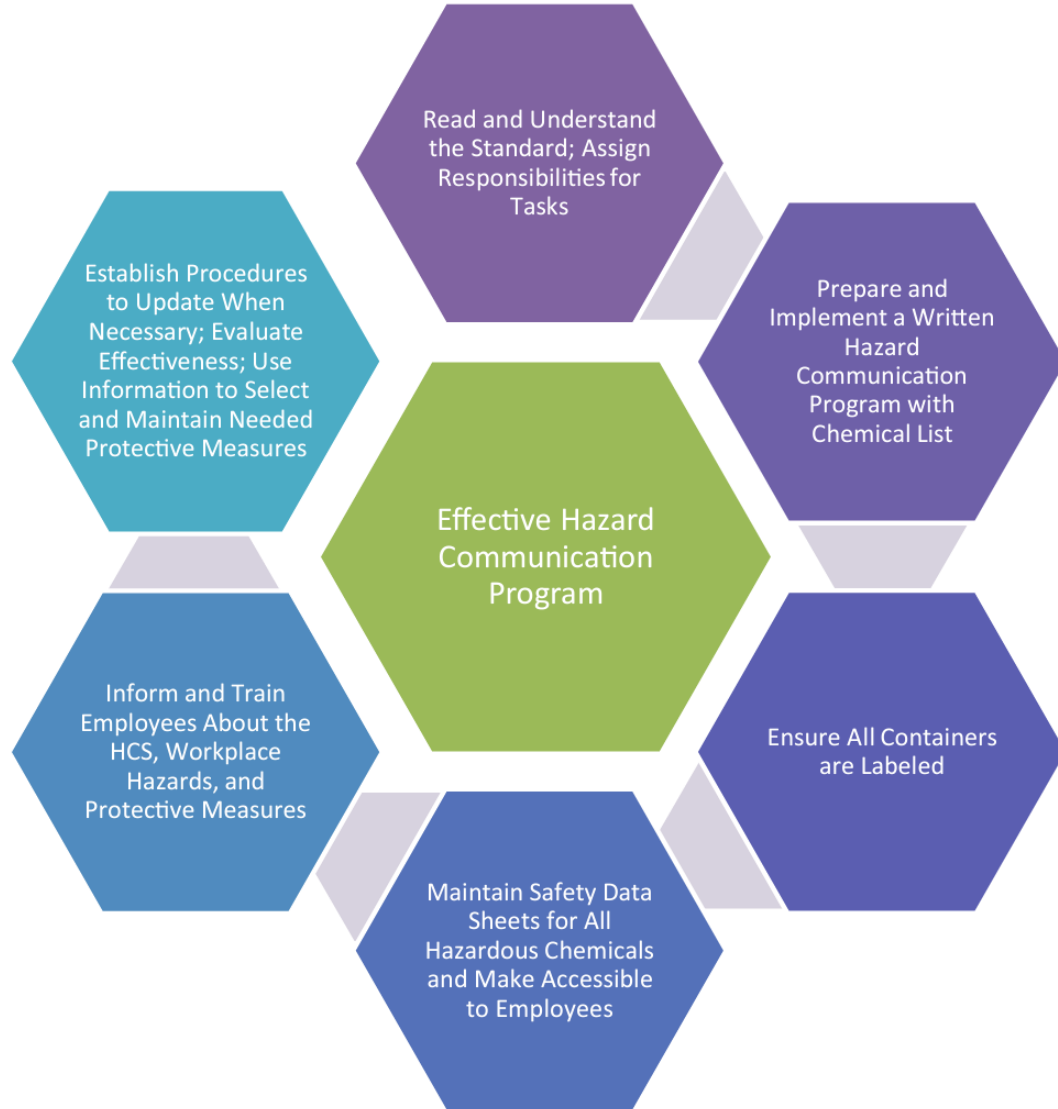 Read and Understand
the Standard; Assign
Responsibilities for
Tasks
Prepare and
Implement a Written
Hazard
Communication
Program with
Chemical List
Ensure All Containers
are Labeled
Maintain Safety Data
Sheets for All
Hazardous Chemicals
and Make Accessible
to Employees
Inform and Train
Employees About the
HCS, Workplace
Hazards, and
Protective Measures
Establish Procedures
to Update When
Necessary; Evaluate
Effectiveness; Use
Information to Select
and Maintain Needed
Protective Measures
Effective Hazard
Communication
Program